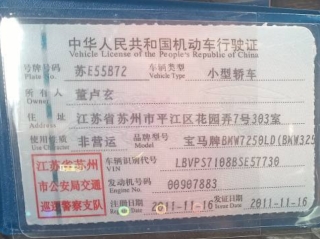 中华人民共和国机动车行驶证
Vehicle License of the People's Republic of China
号牌号码 苏E55B72 车辆类型 小型轿车
Plate No. Vehicle Type
所有人 董卢玄
Owner
住址 江苏省苏州市平江区花园弄7号303室
Address
使用性质 非营运 品牌型号 宝马牌BMW7250LD(BMW325
江苏省苏州 车辆识别代号 LBVPS7108BSES7730
VIN
市公安局交通 发动机号码 00907883
Engine No.
巡逻警察支队 注册日期 2011-11-16 发证日期 2011-11-16
Issue Date